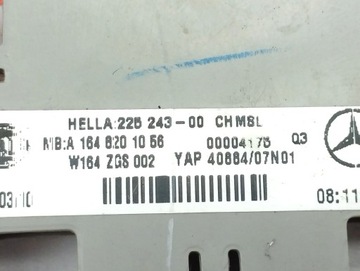 HELLA:225 243-00 CHMSL
MB:A 164 820 10 56 00004175 Q3
W164 ZGS 002 YAP 40664/07N01
08:11